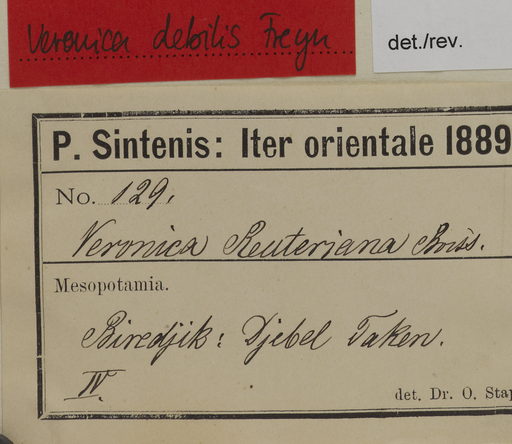 Veronica debilis Freyn
det./rev.
P. Sintenis: Iter orientale 1889
No. 129.
Veronica Reuteriana Boiss.
Mesopotamia.
Biredjik: Djebel Taken.
IV.
det. Dr. O. Stap